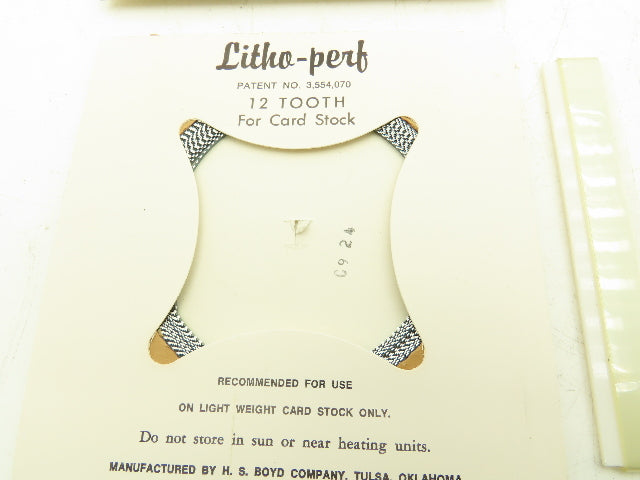 Litho-perf
PATENT NO. 3,554,070
12 TOOTH
For Card Stock
C9 24
RECOMMENDED FOR USE
ON LIGHT WEIGHT CARD STOCK ONLY.
Do not store in sun or near heating units.
MANUFACTURED BY H. S. BOYD COMPANY, TULSA, OKLAHOMA